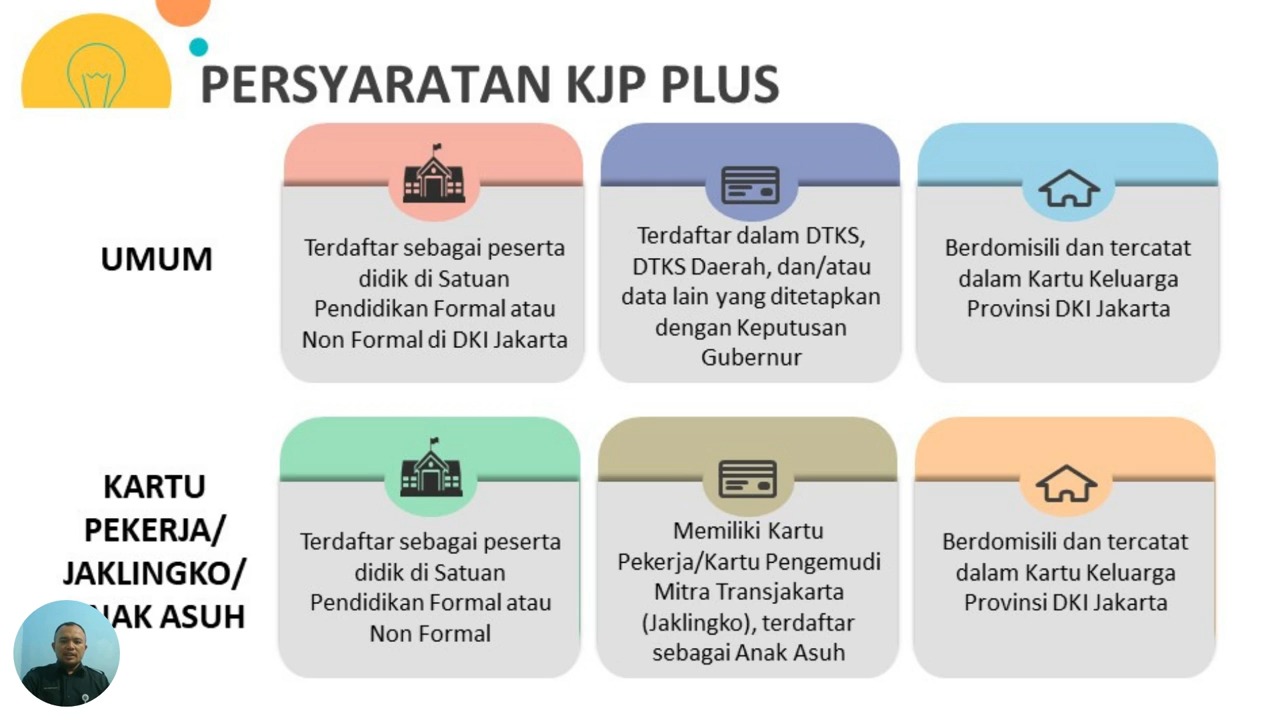 PERSYARATAN KJP PLUS
UMUM
Terdaftar sebagai peserta
didik di Satuan
Pendidikan Formal atau
Non Formal di DKI Jakarta
Terdaftar dalam DTKS,
DTKS Daerah, dan/atau
data lain yang ditetapkan
dengan Keputusan
Gubernur
Berdomisili dan tercatat
dalam Kartu Keluarga
Provinsi DKI Jakarta
KARTU
PEKERJA/
JAKLINGKO/
ASUH
Terdaftar sebagai peserta
didik di Satuan
Pendidikan Formal atau
Non Formal
Memiliki Kartu
Pekerja/Kartu Pengemudi
Mitra Transjakarta
(Jaklingko), terdaftar
sebagai Anak Asuh
Berdomisili dan tercatat
dalam Kartu Keluarga
Provinsi DKI Jakarta